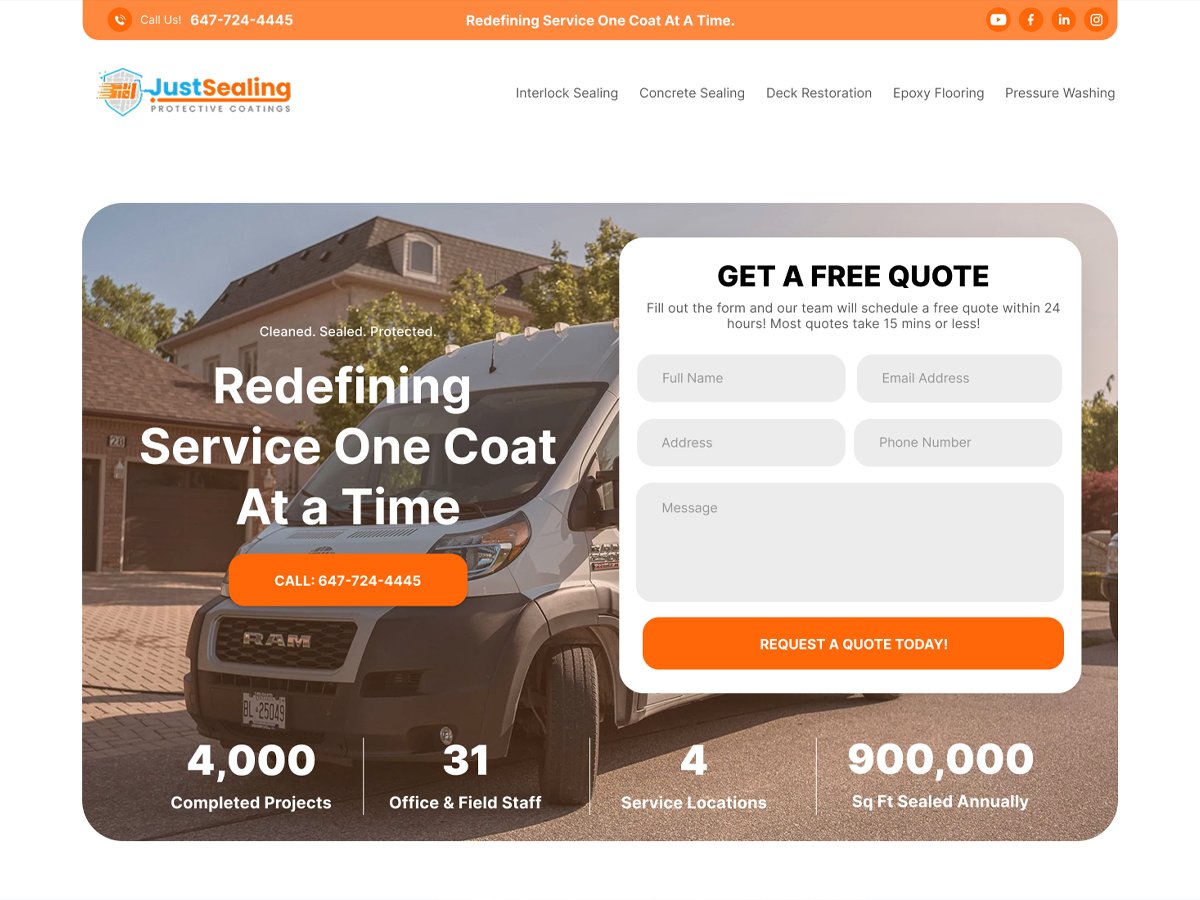 Call Us! 647-724-4445
Redefining Service One Coat At A Time.
JustSealing
PROTECTIVE COATINGS
Interlock Sealing
Concrete Sealing
Deck Restoration
Epoxy Flooring
Pressure Washing
Cleaned. Sealed. Protected.
Redefining
Service One Coat
At a Time
CALL: 647-724-4445
GET A FREE QUOTE
Fill out the form and our team will schedule a free quote within 24
hours! Most quotes take 15 mins or less!
Full Name
Email Address
Address
Phone Number
Message
REQUEST A QUOTE TODAY!
28
RAM
BL 25049
4,000
Completed Projects
31
Office & Field Staff
4
Service Locations
900,000
Sq Ft Sealed Annually